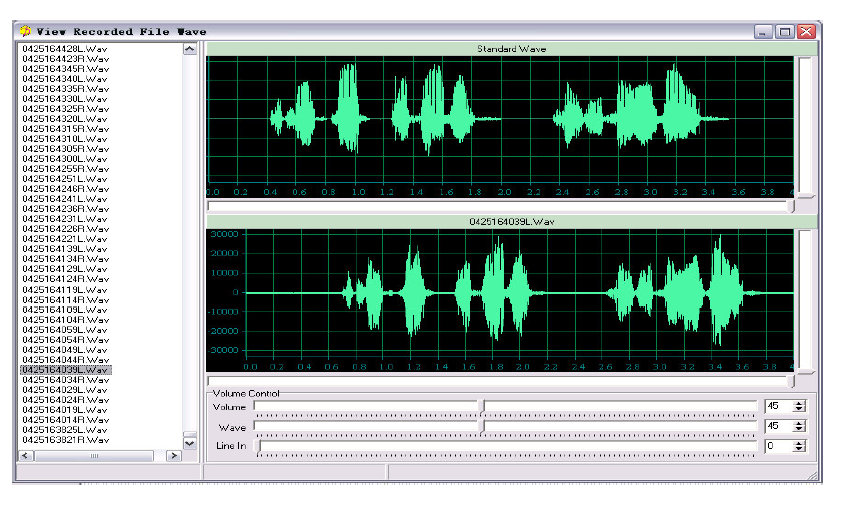 View Recorded File Wave
0425164428L.Wav
0425164423R.Wav
0425164345R.Wav
0425164340L.Wav
0425164335R.Wav
0425164330L.Wav
0425164325R.Wav
0425164320L.Wav
0425164315R.Wav
0425164310L.Wav
0425164305R.Wav
0425164300L.Wav
0425164255R.Wav
0425164251L.Wav
0425164246R.Wav
0425164241L.Wav
0425164236R.Wav
0425164231L.Wav
0425164226R.Wav
0425164221L.Wav
0425164139L.Wav
0425164134R.Wav
0425164129L.Wav
0425164124R.Wav
0425164119L.Wav
0425164114R.Wav
0425164109L.Wav
0425164104R.Wav
0425164059L.Wav
0425164054R.Wav
0425164049L.Wav
0425164044R.Wav
0425164039L.Wav
0425164034R.Wav
0425164029L.Wav
0425164024R.Wav
0425164019L.Wav
0425164014R.Wav
0425163825L.Wav
0425163821R.Wav
Standard Wave
0.0 0.2 0.4 0.6 0.8 1.0 1.2 1.4 1.6 1.8 2.0 2.2 2.4 2.6 2.8 3.0 3.2 3.4 3.6 3.8 4
0425164039L.Wav
30000
20000
10000
0
-10000
-20000
-30000
0.0 0.2 0.4 0.6 0.8 1.0 1.2 1.4 1.6 1.8 2.0 2.2 2.4 2.6 2.8 3.0 3.2 3.4 3.6 3.8 4
Volume Control
Volume 45
Wave 45
Line In 0